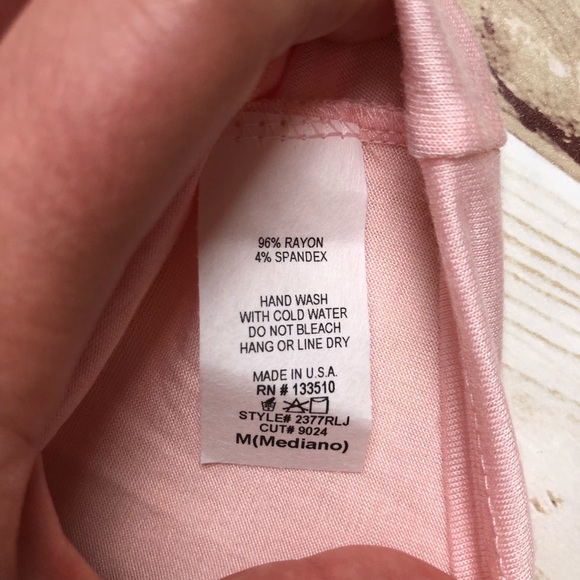 96% RAYON
4% SPANDEX
HAND WASH
WITH COLD WATER
DO NOT BLEACH
HANG OR LINE DRY
MADE IN U.S.A.
RN # 133510
STYLE# 2377RLJ
CUT# 9024
M(Mediano)